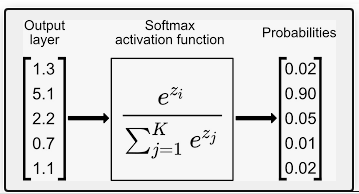 Output layer
1.3
5.1
2.2
0.7
1.1
Softmax
activation function
e^{z_i}
\sum_{j=1}^{K} e^{z_j}
Probabilities
0.02
0.90
0.05
0.01
0.02